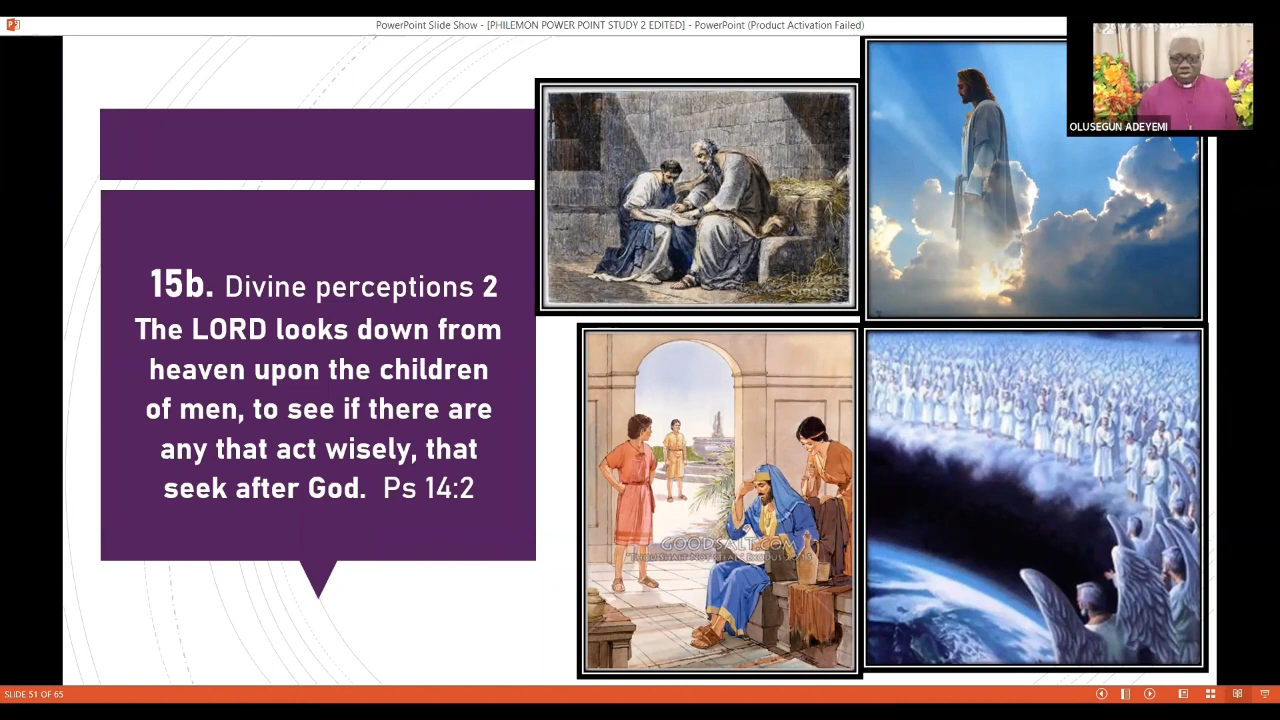 PowerPoint Slide Show - [PHILEMON POWER POINT STUDY 2 EDITED] - PowerPoint (Product Activation Failed)
OLUSEGUN ADEYEMI
15b. Divine perceptions 2
The LORD looks down from
heaven upon the children
of men, to see if there are
any that act wisely, that
seek after God. Ps 14:2
GOODSALT.COM
SLIDE 51 OF 65